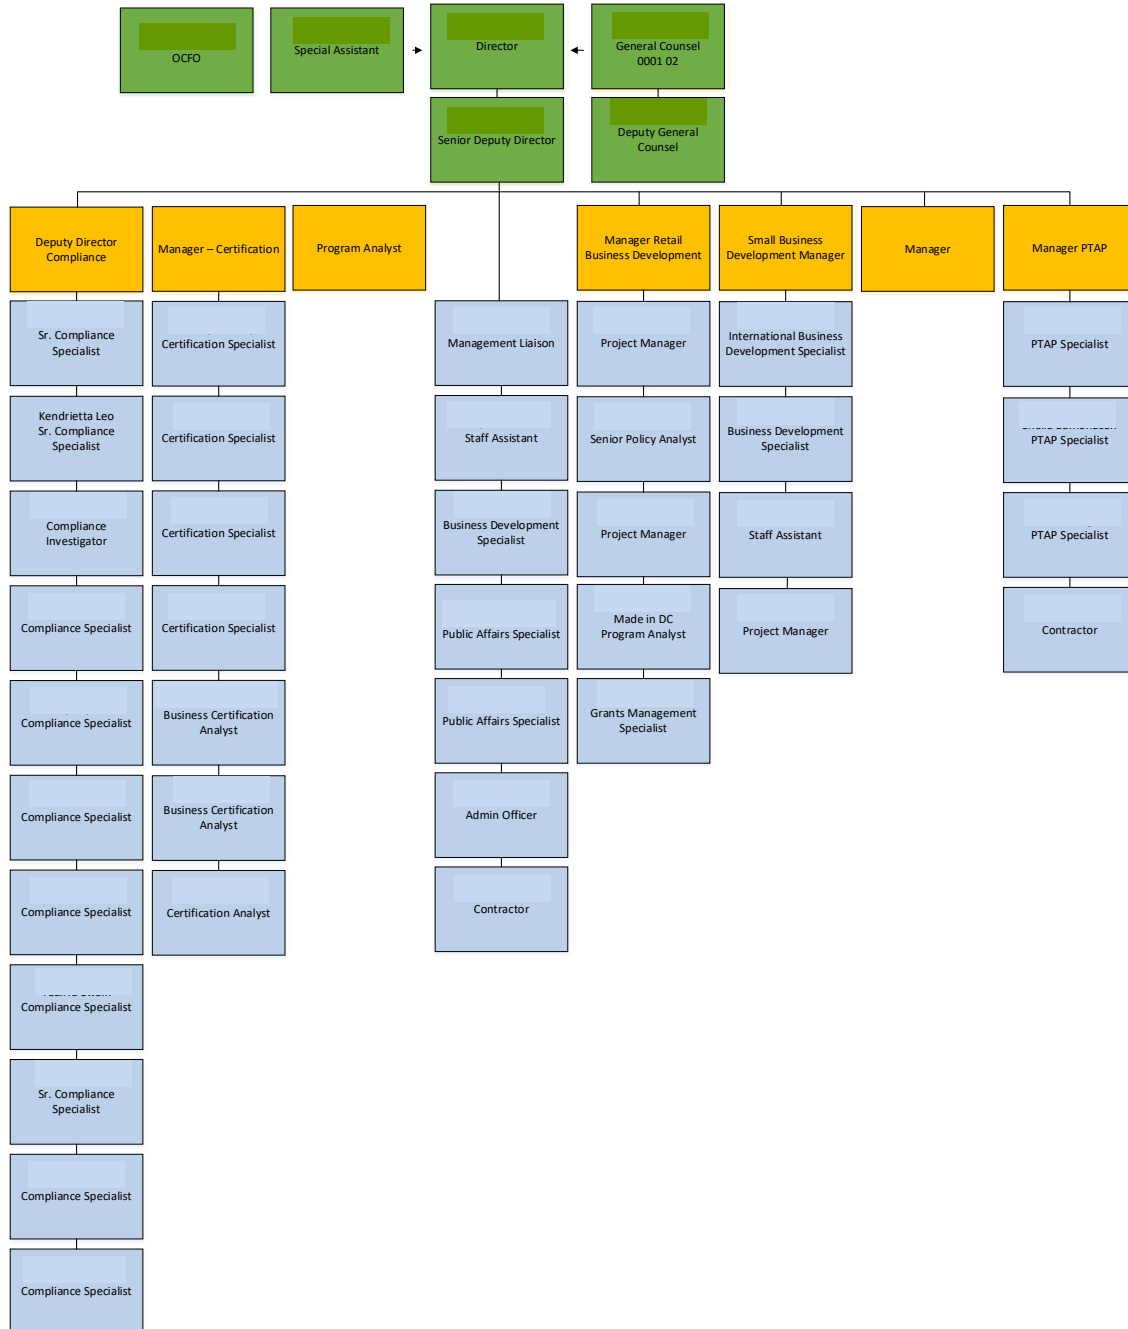 OCFO
Special Assistant
Director
General Counsel
0001 02
Senior Deputy Director
Deputy General
Counsel
Deputy Director
Compliance
Manager – Certification
Program Analyst
Manager Retail
Business Development
Small Business
Development Manager
Manager
Manager PTAP
Sr. Compliance
Specialist
Kendrietta Leo
Sr. Compliance
Specialist
Compliance
Investigator
Compliance Specialist
Compliance Specialist
Compliance Specialist
Compliance Specialist
Compliance Specialist
Sr. Compliance
Specialist
Compliance Specialist
Compliance Specialist
Certification Specialist
Certification Specialist
Certification Specialist
Certification Specialist
Business Certification
Analyst
Business Certification
Analyst
Certification Analyst
Management Liaison
Staff Assistant
Business Development
Specialist
Public Affairs Specialist
Public Affairs Specialist
Admin Officer
Contractor
Project Manager
Senior Policy Analyst
Project Manager
Made in DC
Program Analyst
Grants Management
Specialist
International Business
Development Specialist
Business Development
Specialist
Staff Assistant
Project Manager
PTAP Specialist
PTAP Specialist
PTAP Specialist
Contractor